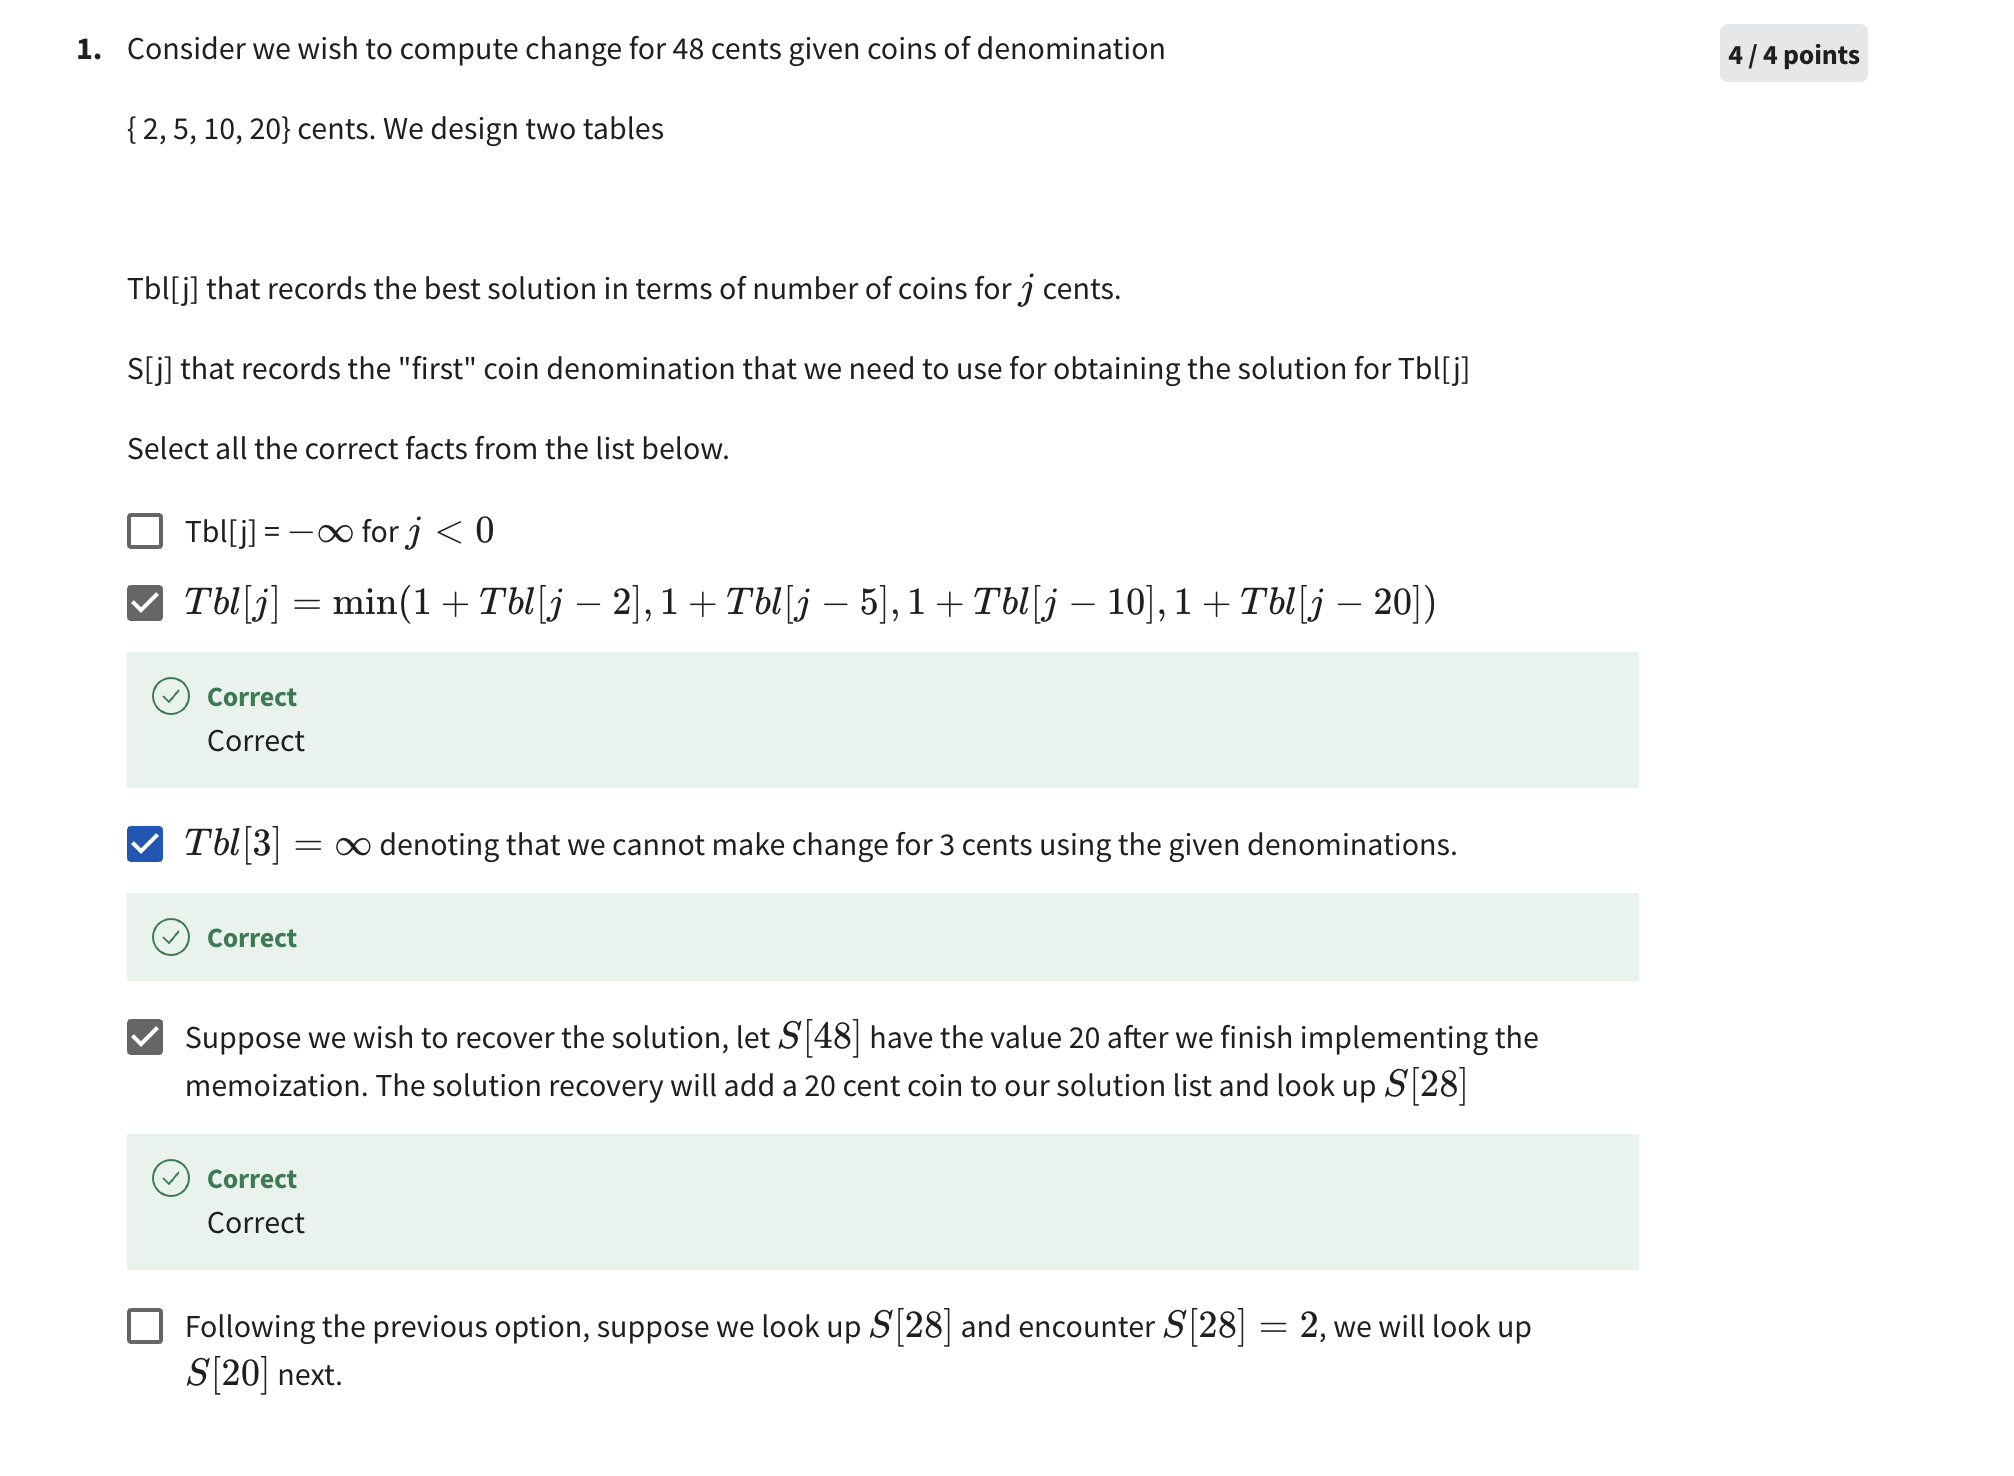 1. Consider we wish to compute change for 48 cents given coins of denomination
4 / 4 points
{ 2, 5, 10, 20} cents. We design two tables
Tbl[j] that records the best solution in terms of number of coins for j cents.
S[j] that records the "first" coin denomination that we need to use for obtaining the solution for Tbl[j]
Select all the correct facts from the list below.
Tbl[j] = −∞ for j < 0
Tbl[j] = min(1 + Tbl[j − 2], 1 + Tbl[j − 5], 1 + Tbl[j − 10], 1 + Tbl[j − 20])
Correct
Correct
Tbl[3] = ∞ denoting that we cannot make change for 3 cents using the given denominations.
Correct
Suppose we wish to recover the solution, let S[48] have the value 20 after we finish implementing the
memoization. The solution recovery will add a 20 cent coin to our solution list and look up S[28]
Correct
Correct
Following the previous option, suppose we look up S[28] and encounter S[28] = 2, we will look up
S[20] next.